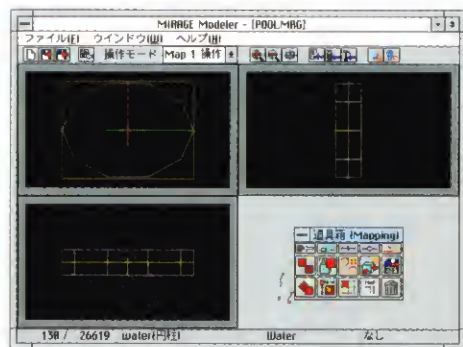 MIRAGE Modeler - [POOL.MRG]
ファイル(F) ウインドウ(W) ヘルプ(H)
操作モード Map 1 操作
道具箱 (Mapping)
130 / 26619 water(円柱) Water なし